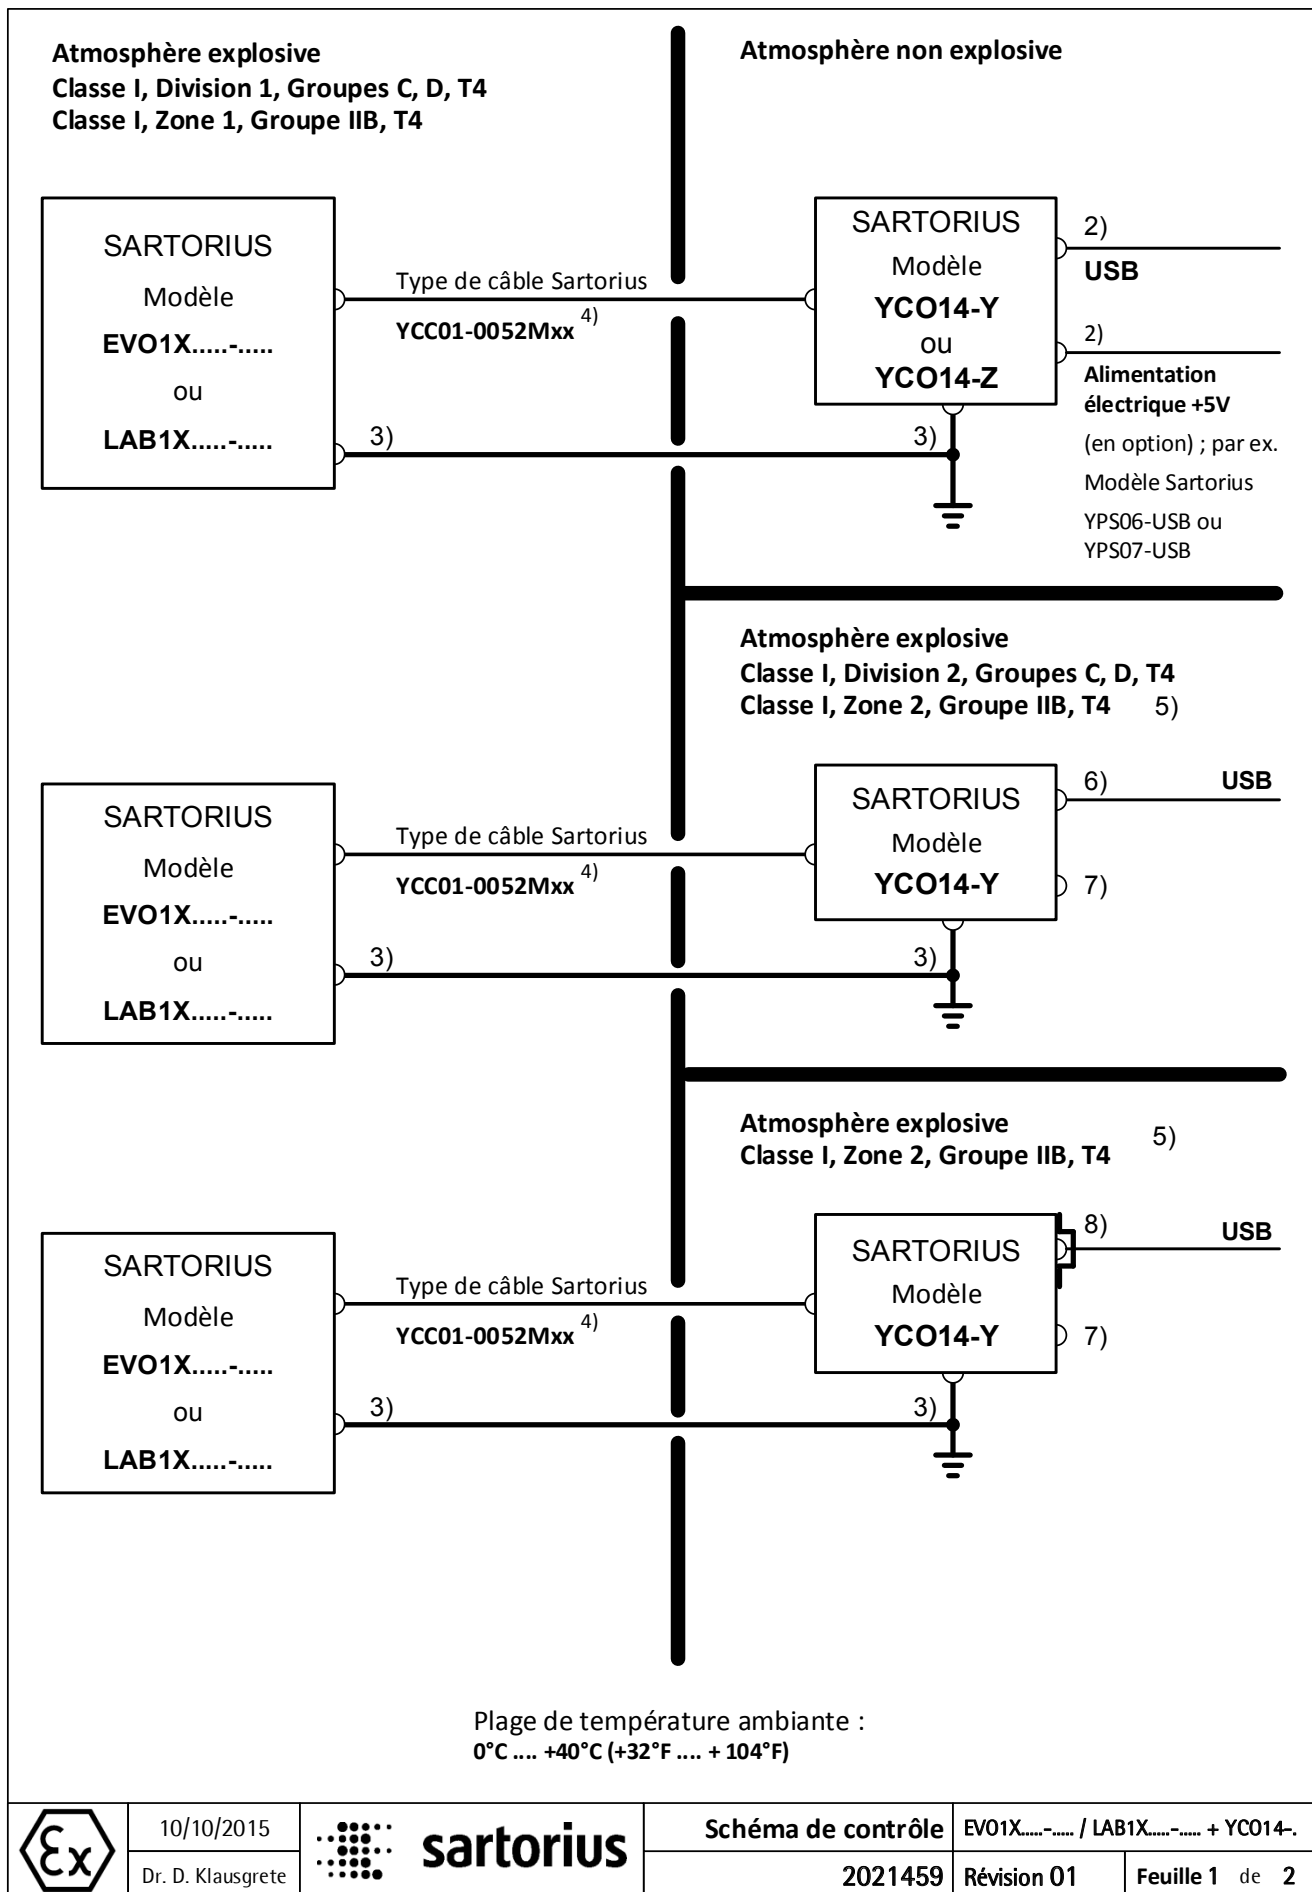 Atmosphère explosive
Classe I, Division 1, Groupes C, D, T4
Classe I, Zone 1, Groupe IIB, T4
Atmosphère non explosive
SARTORIUS
Modèle
EVO1X.....-.....
ou
LAB1X.....-.....
Type de câble Sartorius
YCC01-0052Mxx 4)
3)
3)
SARTORIUS
Modèle
YCO14-Y
ou
YCO14-Z
2)
USB
2)
Alimentation
électrique +5V
(en option) ; par ex.
Modèle Sartorius
YPS06-USB ou
YPS07-USB
Atmosphère explosive
Classe I, Division 2, Groupes C, D, T4
Classe I, Zone 2, Groupe IIB, T4 5)
SARTORIUS
Modèle
EVO1X.....-.....
ou
LAB1X.....-.....
Type de câble Sartorius
YCC01-0052Mxx 4)
3)
3)
SARTORIUS
Modèle
YCO14-Y
6) USB
7)
Atmosphère explosive
Classe I, Zone 2, Groupe IIB, T4 5)
SARTORIUS
Modèle
EVO1X.....-.....
ou
LAB1X.....-.....
Type de câble Sartorius
YCC01-0052Mxx 4)
3)
3)
SARTORIUS
Modèle
YCO14-Y
8) USB
7)
Plage de température ambiante :
0°C .... +40°C (+32°F .... + 104°F)
Ex
10/10/2015
Dr. D. Klausgrete
sartorius
Schéma de contrôle
EVO1X.....-..... / LAB1X.....-..... + YCO14-.
2021459
Révision 01
Feuille 1 de 2